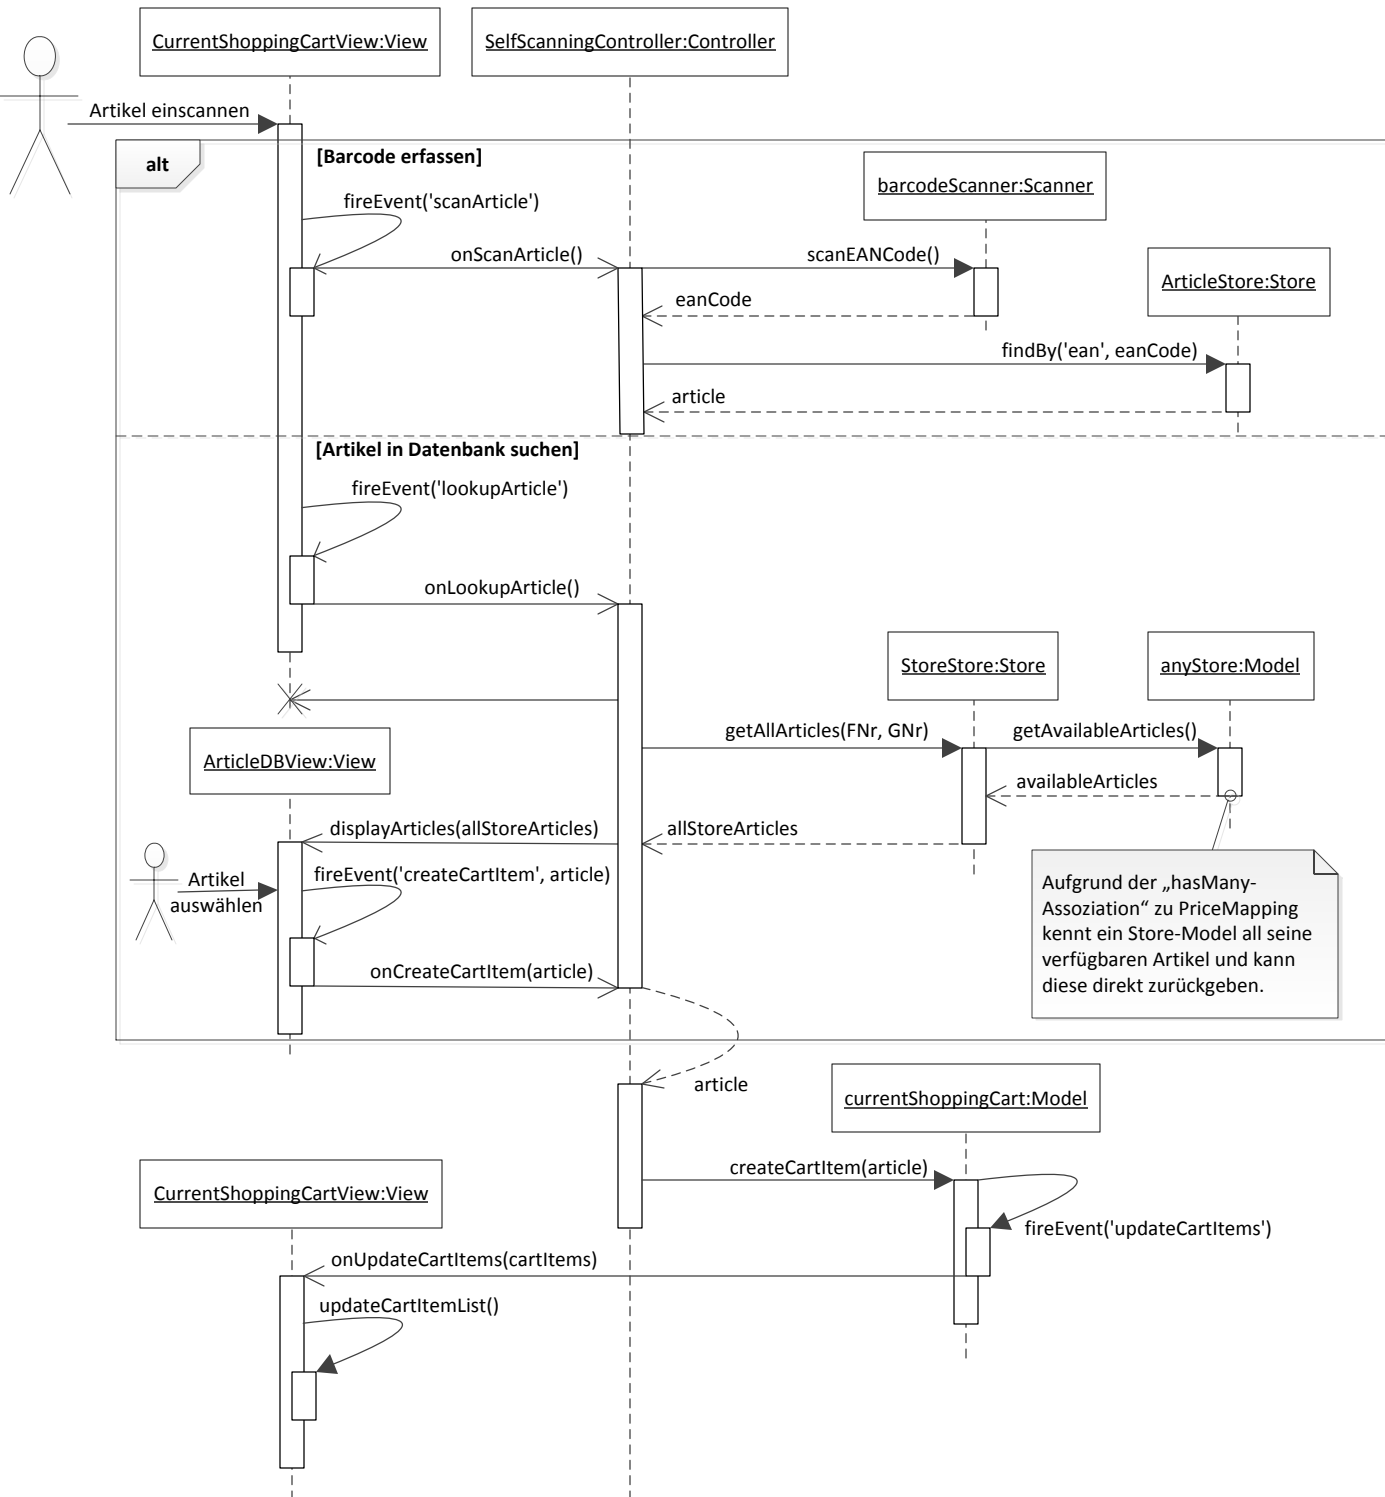 CurrentShoppingCartView:View
SelfScanningController:Controller
Artikel einscannen
alt
[Barcode erfassen]
barcodeScanner:Scanner
fireEvent('scanArticle')
onScanArticle()
scanEANCode()
ArticleStore:Store
eanCode
findBy('ean', eanCode)
article
[Artikel in Datenbank suchen]
fireEvent('lookupArticle')
onLookupArticle()
StoreStore:Store
anyStore:Model
getAllArticles(FNr, GNr)
getAvailableArticles()
ArticleDBView:View
availableArticles
displayArticles(allStoreArticles)
allStoreArticles
Artikel
auswählen
fireEvent('createCartItem', article)
Aufgrund der „hasMany-
Assoziation“ zu PriceMapping
kennt ein Store-Model all seine
verfügbaren Artikel und kann
diese direkt zurückgeben.
onCreateCartItem(article)
article
currentShoppingCart:Model
createCartItem(article)
CurrentShoppingCartView:View
fireEvent('updateCartItems')
onUpdateCartItems(cartItems)
updateCartItemList()